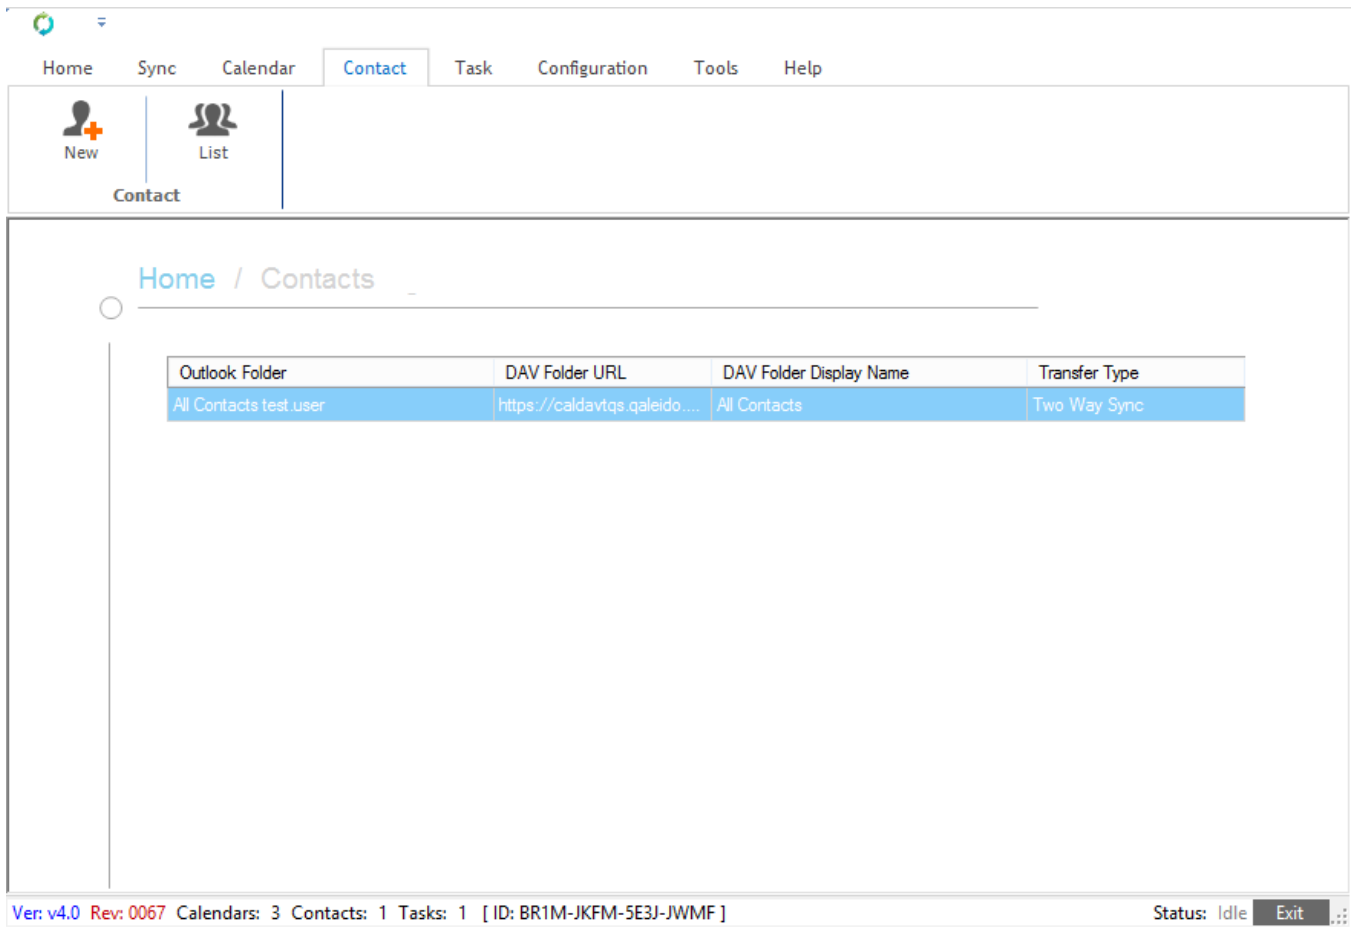 Home Sync Calendar Contact Task Configuration Tools Help
New List
Contact
Home / Contacts _
Outlook Folder DAV Folder URL DAV Folder Display Name Transfer Type
All Contacts test.user https://caldavtqs.qaleido.... All Contacts Two Way Sync
Ver: v4.0 Rev: 0067 Calendars: 3 Contacts: 1 Tasks: 1 [ ID: BR1M-JKFM-5E3J-JWMF ] Status: Idle Exit